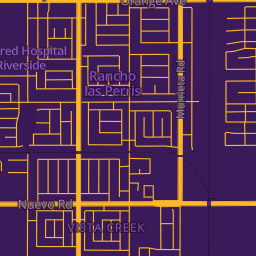 Orange Ave
red Hospital
Riverside
Rancho
las Perris
Murrieta Rd
Nuevo Rd
VISTA CREEK